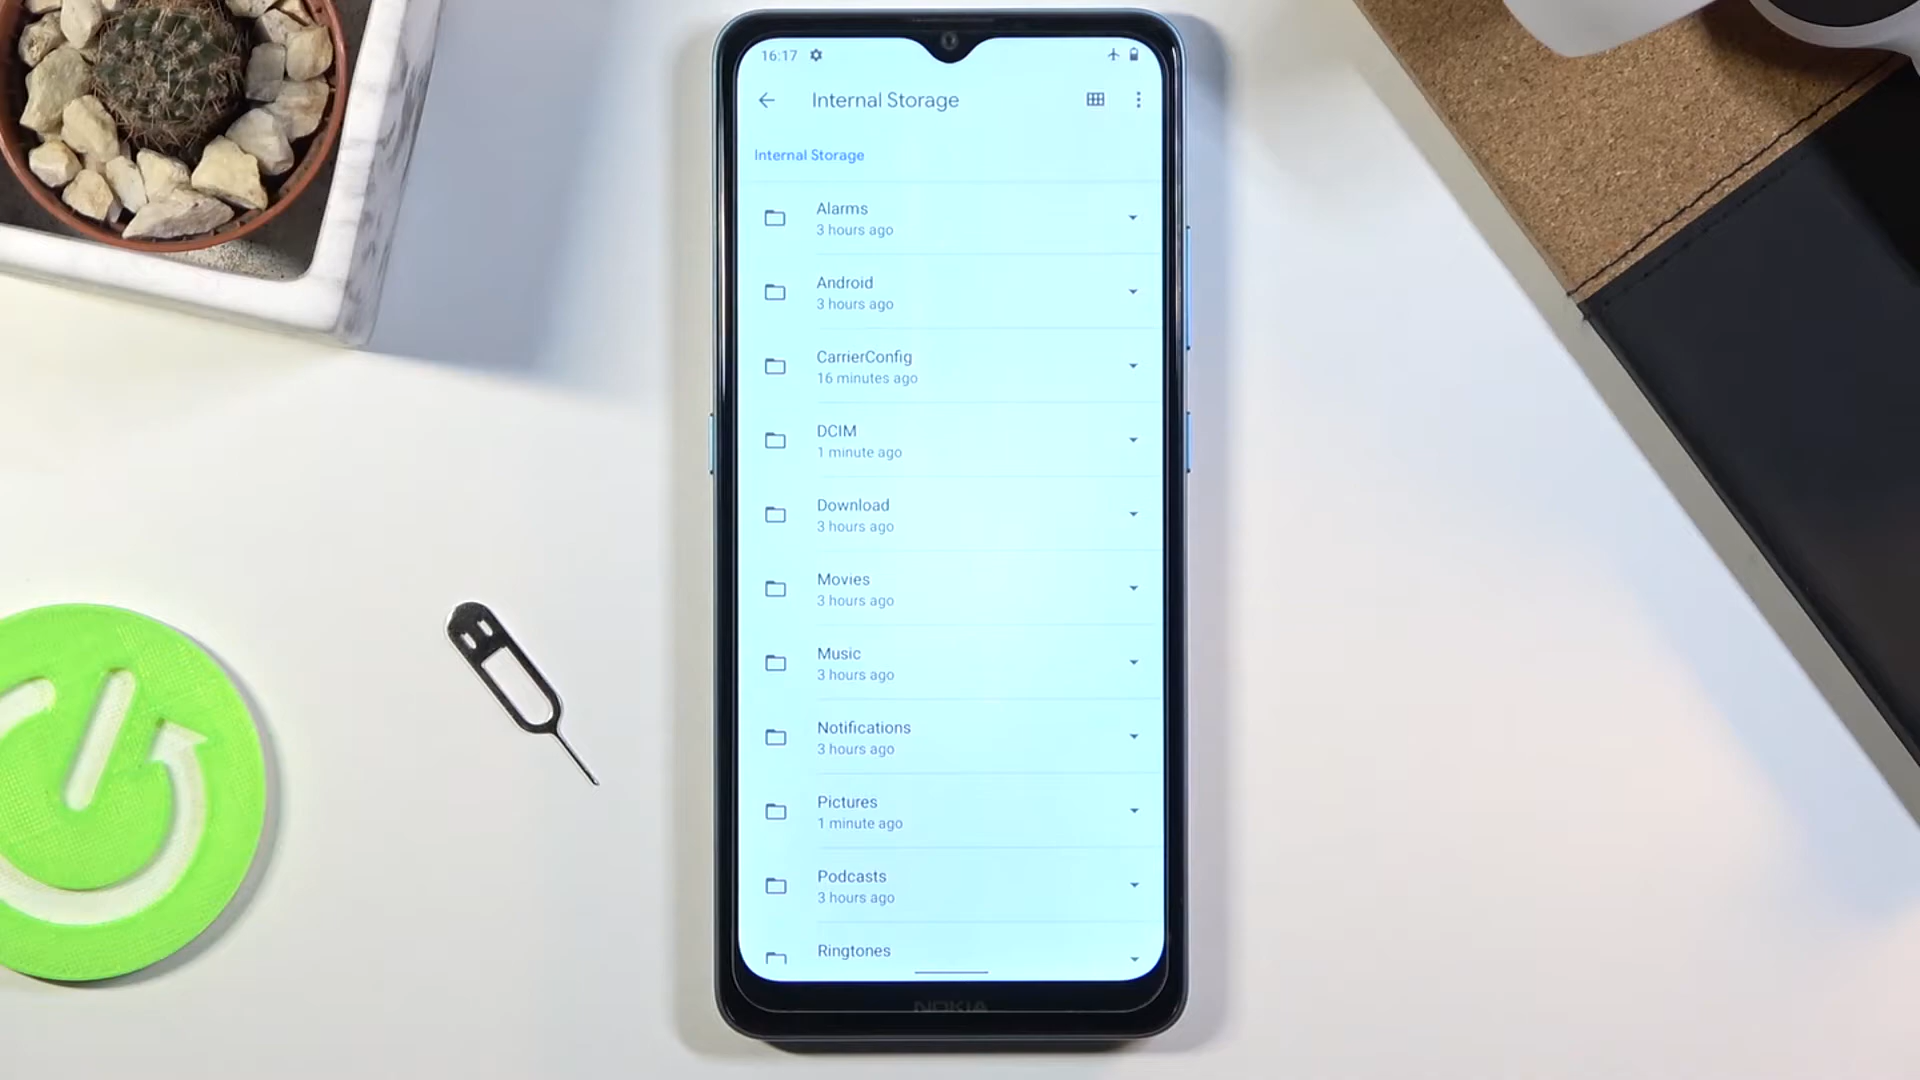 16:17
Internal Storage
Internal Storage
Alarms
3 hours ago
Android
3 hours ago
CarrierConfig
16 minutes ago
DCIM
1 minute ago
Download
3 hours ago
Movies
3 hours ago
Music
3 hours ago
Notifications
3 hours ago
Pictures
1 minute ago
Podcasts
3 hours ago
Ringtones
NOKIA